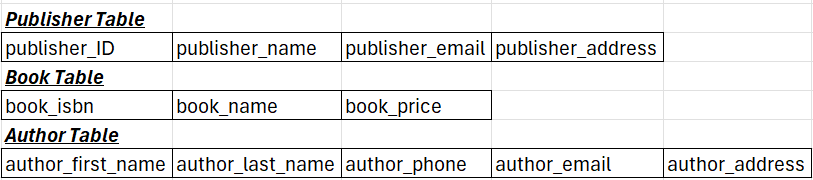 Publisher Table
publisher_ID publisher_name publisher_email publisher_address
Book Table
book_isbn book_name book_price
Author Table
author_first_name author_last_name author_phone author_email author_address